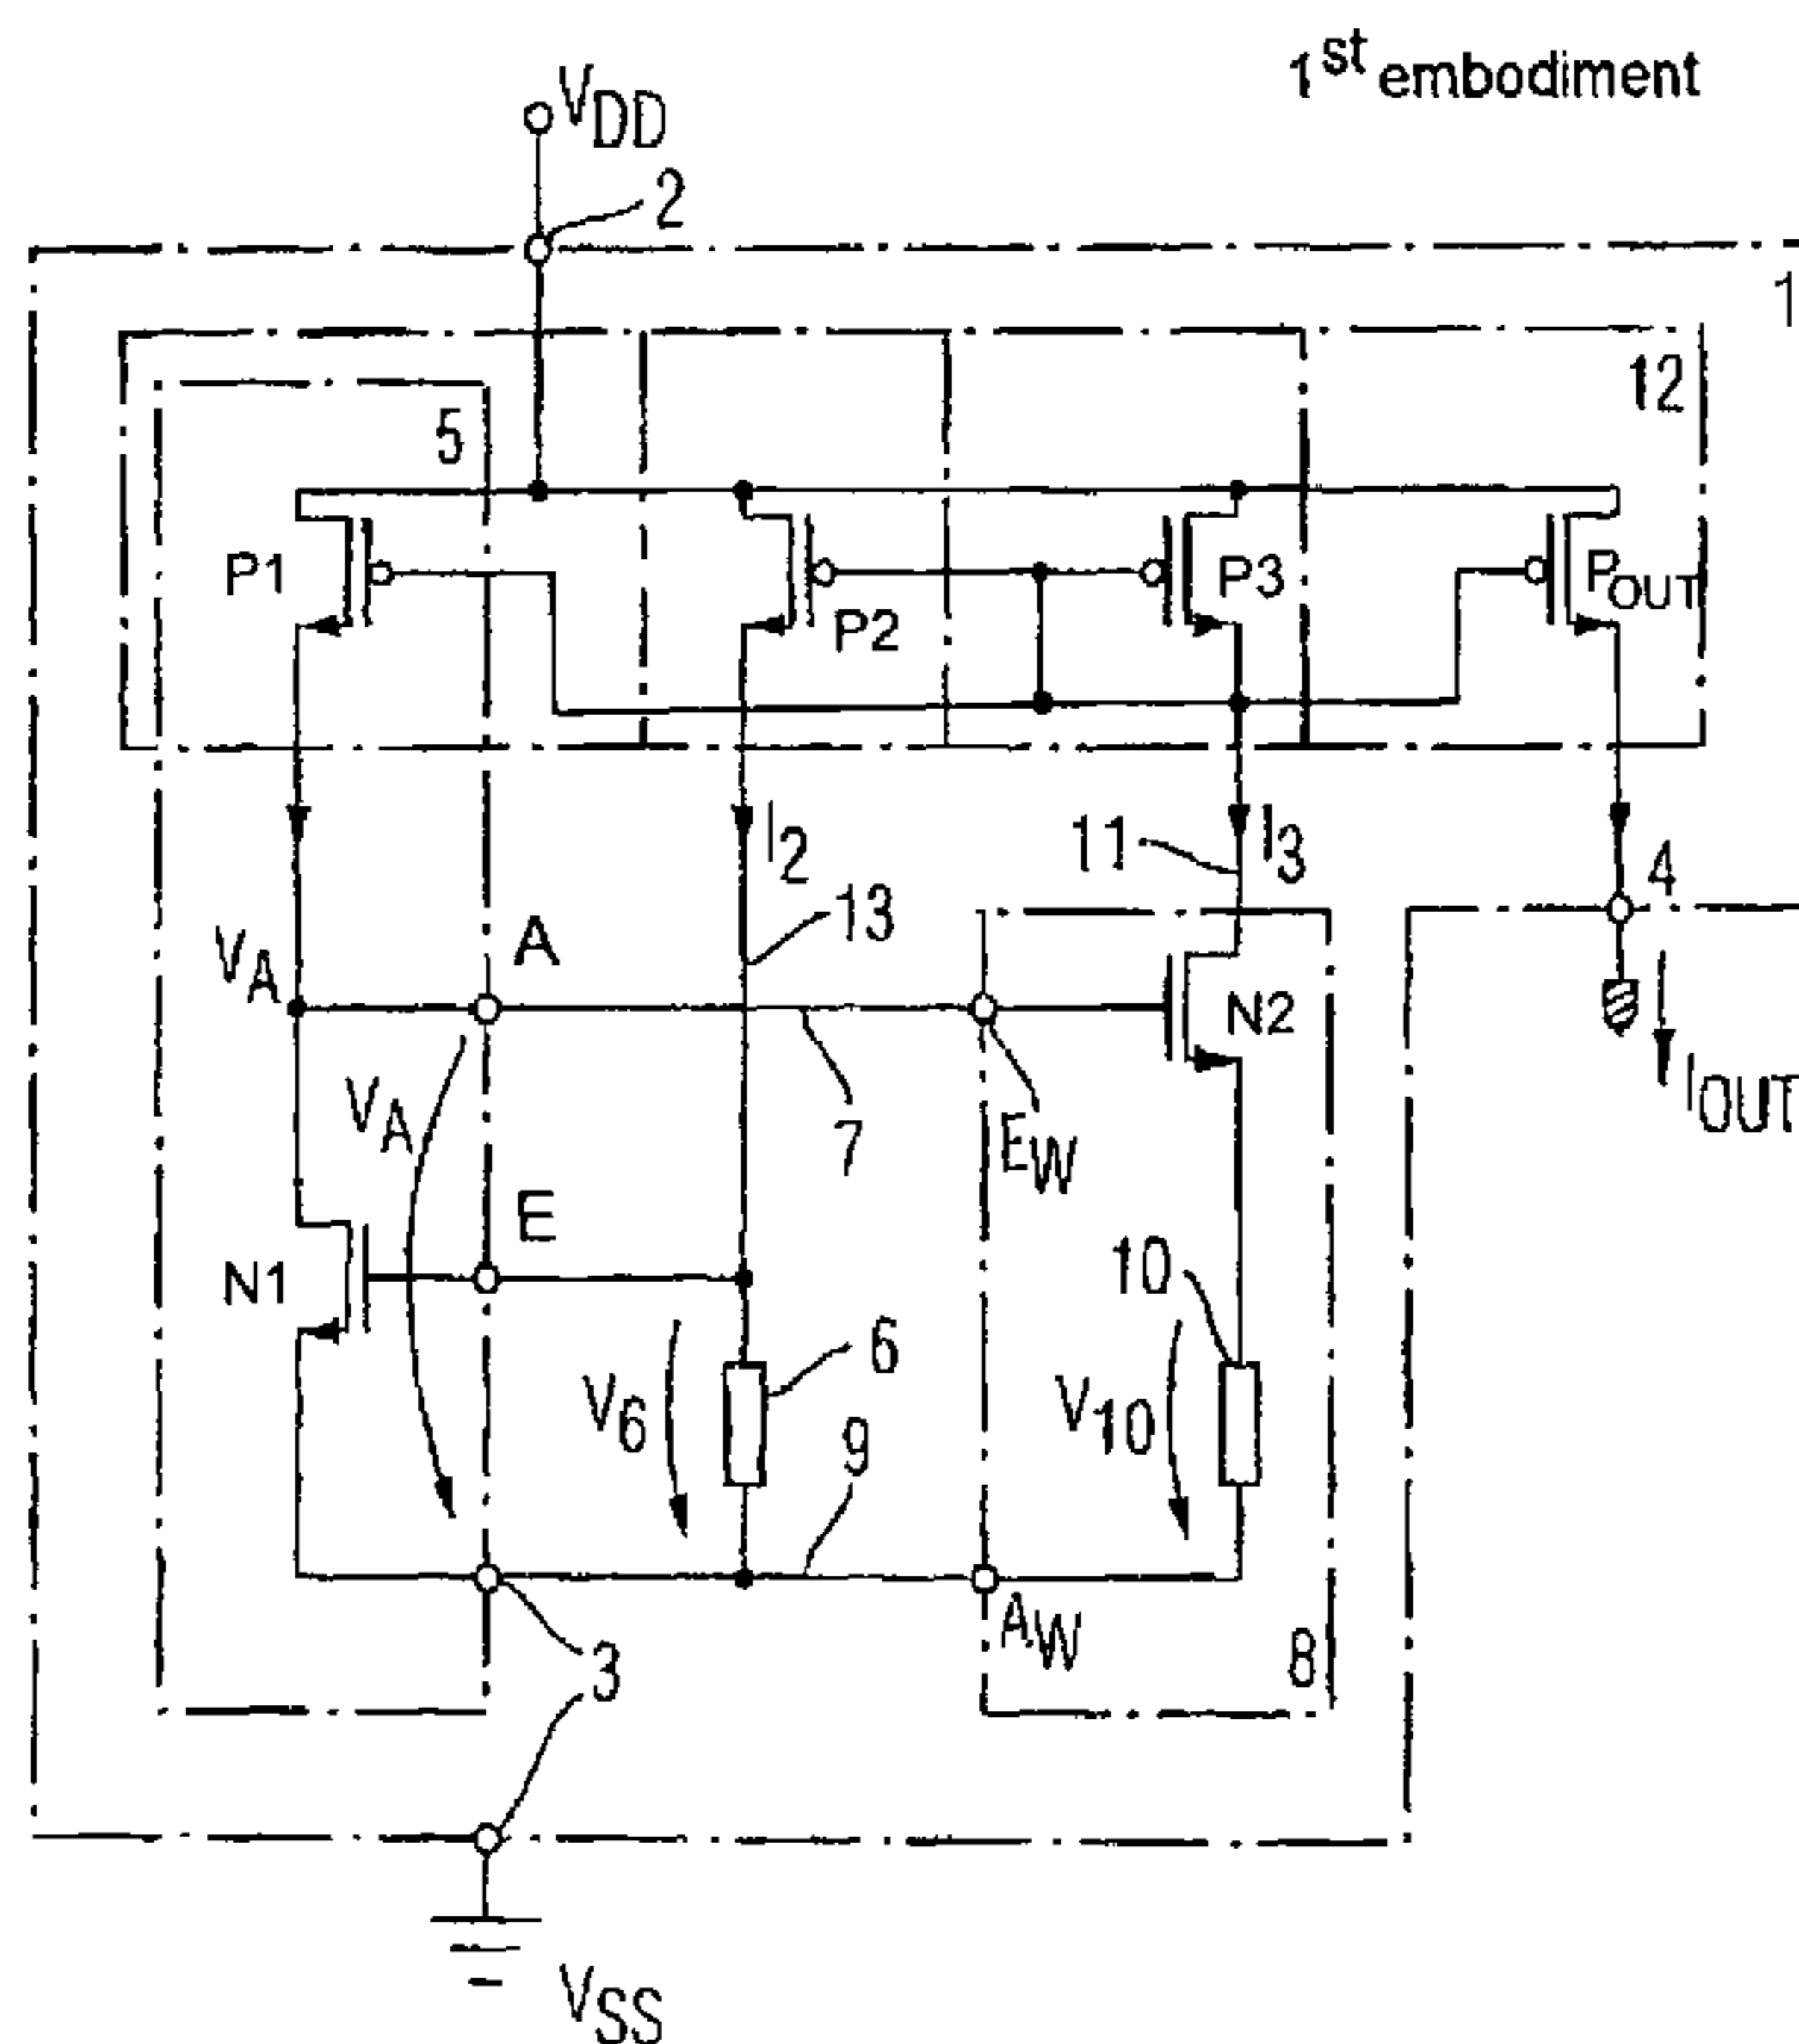 1st embodiment
VDD
2
1
12
5
P1
P2
P3
POUT
I2
I3
11
4
13
VA
A
N2
IOUT
VA
7
EW
E
N1
10
6
V6
V10
9
AW
3
8
VSS